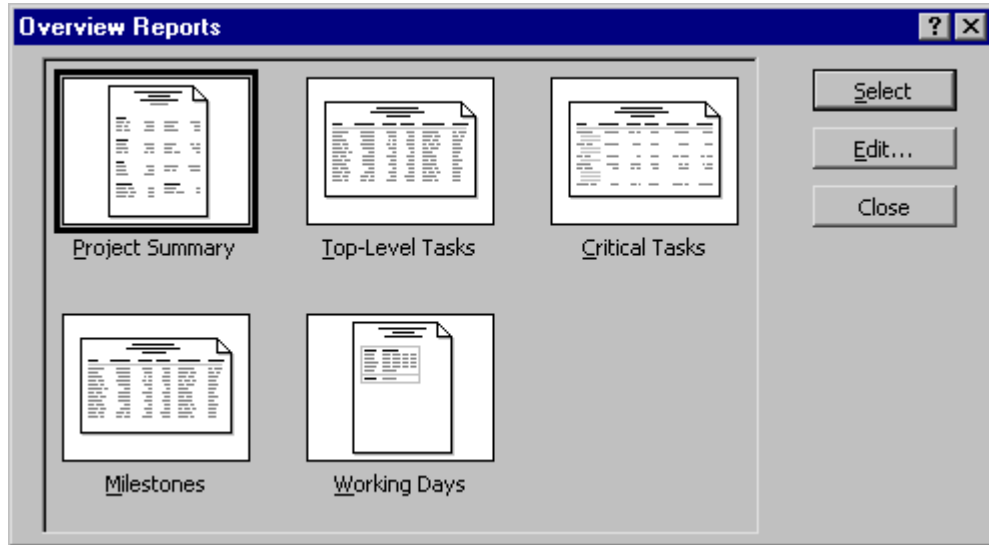 Overview Reports
Select
Edit...
Close
Project Summary
Top-Level Tasks
Critical Tasks
Milestones
Working Days